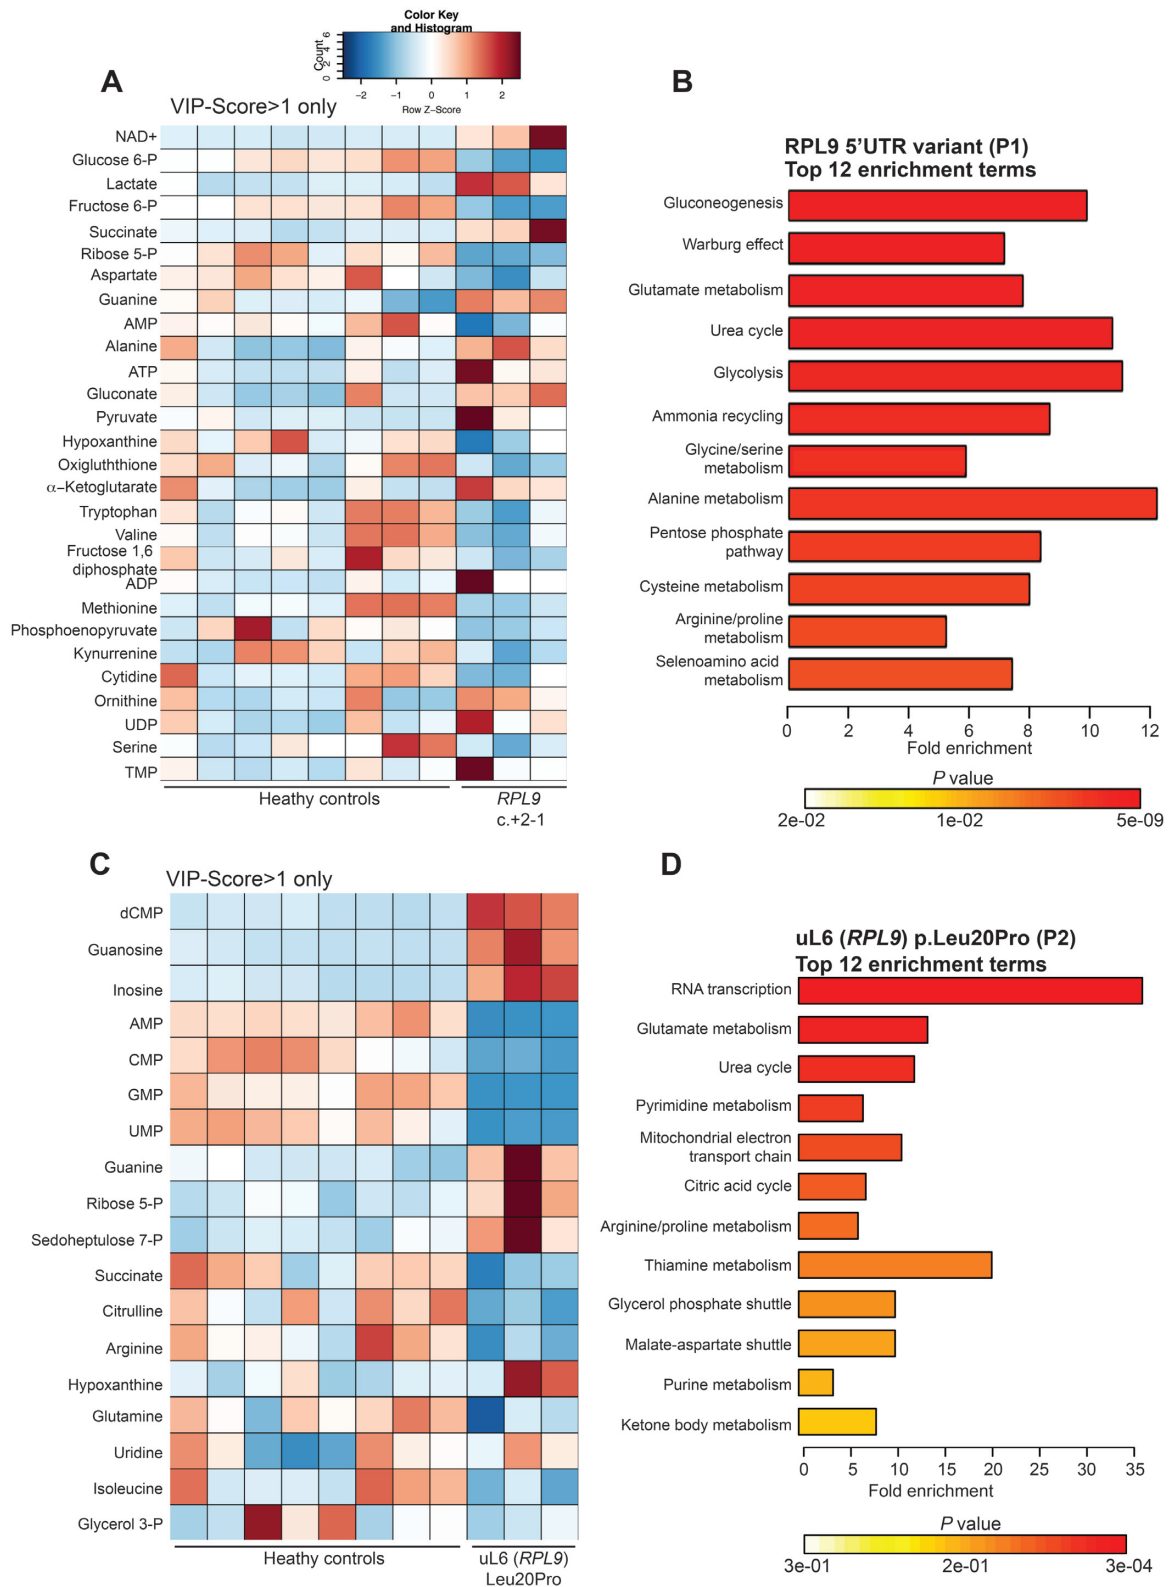 Color Key
and Histogram
Count
0 2 4 6
−2 −1 0 1 2
Row Z−Score
A
VIP-Score>1 only
NAD+
Glucose 6-P
Lactate
Fructose 6-P
Succinate
Ribose 5-P
Aspartate
Guanine
AMP
Alanine
ATP
Gluconate
Pyruvate
Hypoxanthine
Oxigluththione
α−Ketoglutarate
Tryptophan
Valine
Fructose 1,6
diphosphate
ADP
Methionine
Phosphoenopyruvate
Kynurrenine
Cytidine
Ornithine
UDP
Serine
TMP
Heathy controls
RPL9
c.+2-1
B
RPL9 5’UTR variant (P1)
Top 12 enrichment terms
Gluconeogenesis
Warburg effect
Glutamate metabolism
Urea cycle
Glycolysis
Ammonia recycling
Glycine/serine
metabolism
Alanine metabolism
Pentose phosphate
pathway
Cysteine metabolism
Arginine/proline
metabolism
Selenoamino acid
metabolism
0 2 4 6 8 10 12
Fold enrichment
P value
2e-02 1e-02 5e-09
C
VIP-Score>1 only
dCMP
Guanosine
Inosine
AMP
CMP
GMP
UMP
Guanine
Ribose 5-P
Sedoheptulose 7-P
Succinate
Citrulline
Arginine
Hypoxanthine
Glutamine
Uridine
Isoleucine
Glycerol 3-P
Heathy controls
uL6 (RPL9)
Leu20Pro
D
uL6 (RPL9) p.Leu20Pro (P2)
Top 12 enrichment terms
RNA transcription
Glutamate metabolism
Urea cycle
Pyrimidine metabolism
Mitochondrial electron
transport chain
Citric acid cycle
Arginine/proline metabolism
Thiamine metabolism
Glycerol phosphate shuttle
Malate-aspartate shuttle
Purine metabolism
Ketone body metabolism
0 5 10 15 20 25 30 35
Fold enrichment
P value
3e-01 2e-01 3e-04